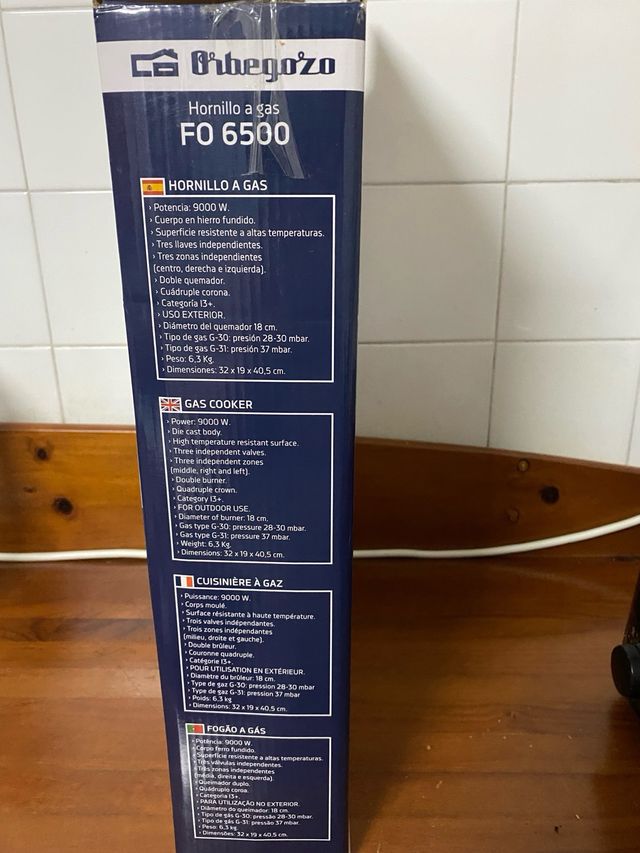 Orbegozo
Hornillo a gas
FO 6500
HORNILLO A GAS
› Potencia: 9000 W.
› Cuerpo en hierro fundido.
› Superficie resistente a altas temperaturas.
› Tres llaves independientes.
› Tres zonas independientes
(centro, derecha e izquierda).
› Doble quemador.
› Cuádruple corona.
› Categoría I3+.
› USO EXTERIOR.
› Diámetro del quemador 18 cm.
› Tipo de gas G-30: presión 28-30 mbar.
› Tipo de gas G-31: presión 37 mbar.
› Peso: 6,3 Kg.
› Dimensiones: 32 x 19 x 40,5 cm.
GAS COOKER
› Power: 9000 W.
› Die cast body.
› High temperature resistant surface.
› Three independent valves.
› Three independent zones
(middle, right and left).
› Double burner.
› Quadruple crown.
› Category I3+.
› FOR OUTDOOR USE.
› Diameter of burner: 18 cm.
› Gas type G-30: pressure 28-30 mbar.
› Gas type G-31: pressure 37 mbar.
› Weight: 6,3 Kg.
› Dimensions: 32 x 19 x 40,5 cm.
CUISINIÈRE À GAZ
› Puissance: 9000 W.
› Corps moulé.
› Surface résistante à haute température.
› Trois valves indépendantes.
› Trois zones indépendantes
(milieu, droite et gauche).
› Double brûleur.
› Couronne quadruple.
› Catégorie I3+.
› POUR UTILISATION EN EXTÉRIEUR.
› Diamètre du brûleur: 18 cm.
› Type de gaz G-30: pression 28-30 mbar
› Type de gaz G-31: pression 37 mbar
› Poids: 6,3 kg
› Dimensions: 32 x 19 x 40,5 cm.
FOGÃO A GÁS
› Potência: 9000 W.
› Corpo ferro fundido.
› Superfície resistente a altas temperaturas.
› Três válvulas independentes.
› Três zonas independentes
(média, direita e esquerda).
› Queimador duplo.
› Quádruplo coroa.
› Categoria I3+
› PARA UTILIZAÇÃO NO EXTERIOR.
› Diâmetro do queimador: 18 cm.
› Tipo de gás G-30: pressão 28-30 mbar.
› Tipo de gás G-31: pressão 37 mbar.
› Peso: 6,3 kg.
› Dimensões: 32 x 19 x 40,5 cm.